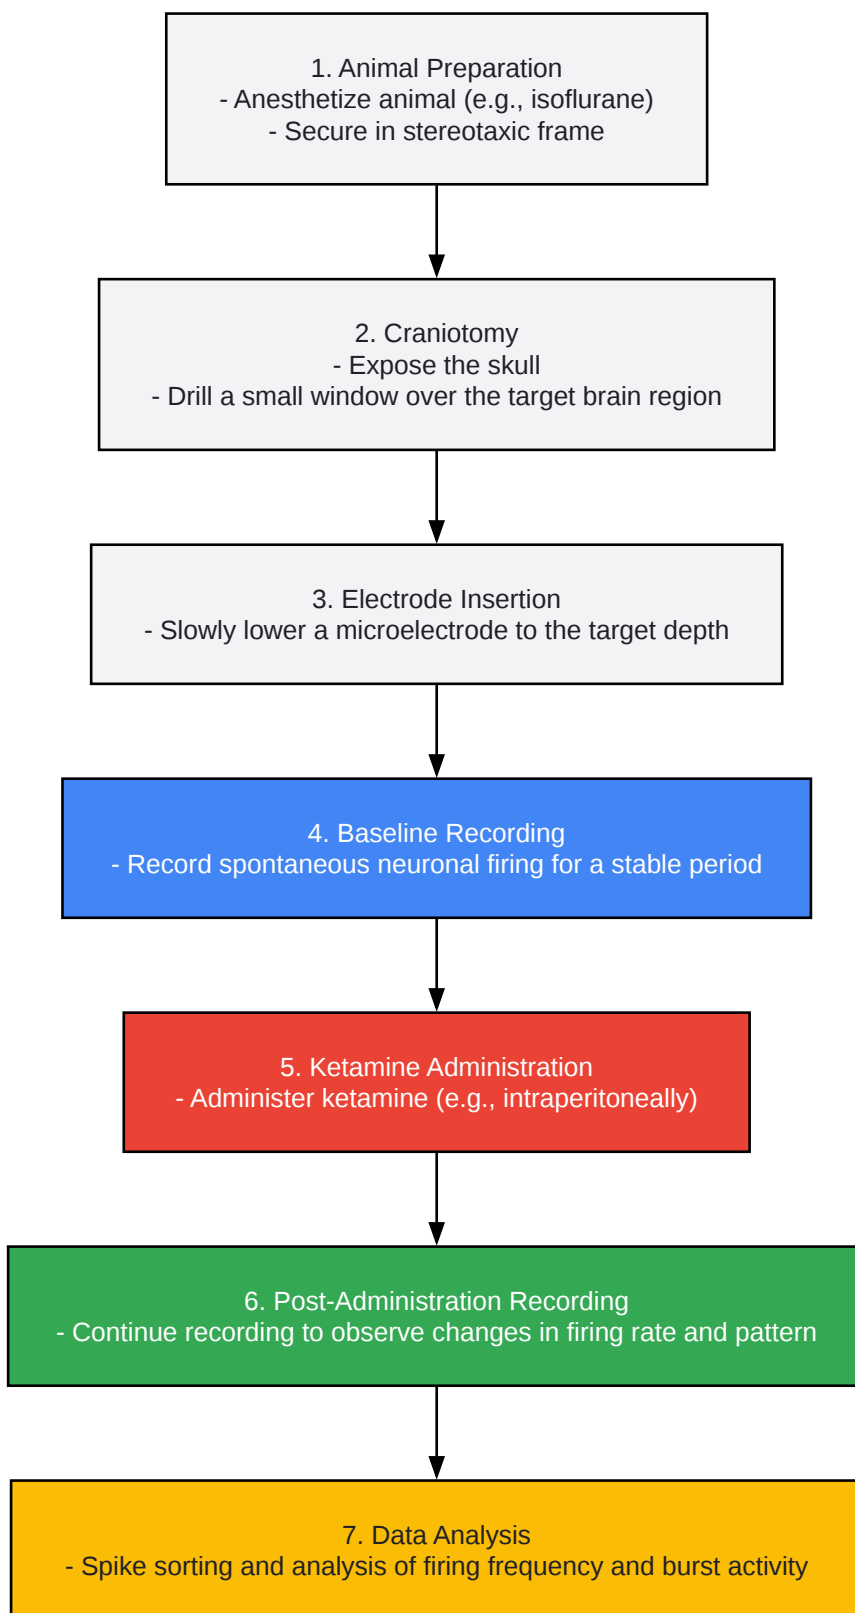 1. Animal Preparation
- Anesthetize animal (e.g., isoflurane)
- Secure in stereotaxic frame
2. Craniotomy
- Expose the skull
- Drill a small window over the target brain region
3. Electrode Insertion
- Slowly lower a microelectrode to the target depth
4. Baseline Recording
- Record spontaneous neuronal firing for a stable period
5. Ketamine Administration
- Administer ketamine (e.g., intraperitoneally)
6. Post-Administration Recording
- Continue recording to observe changes in firing rate and pattern
7. Data Analysis
- Spike sorting and analysis of firing frequency and burst activity